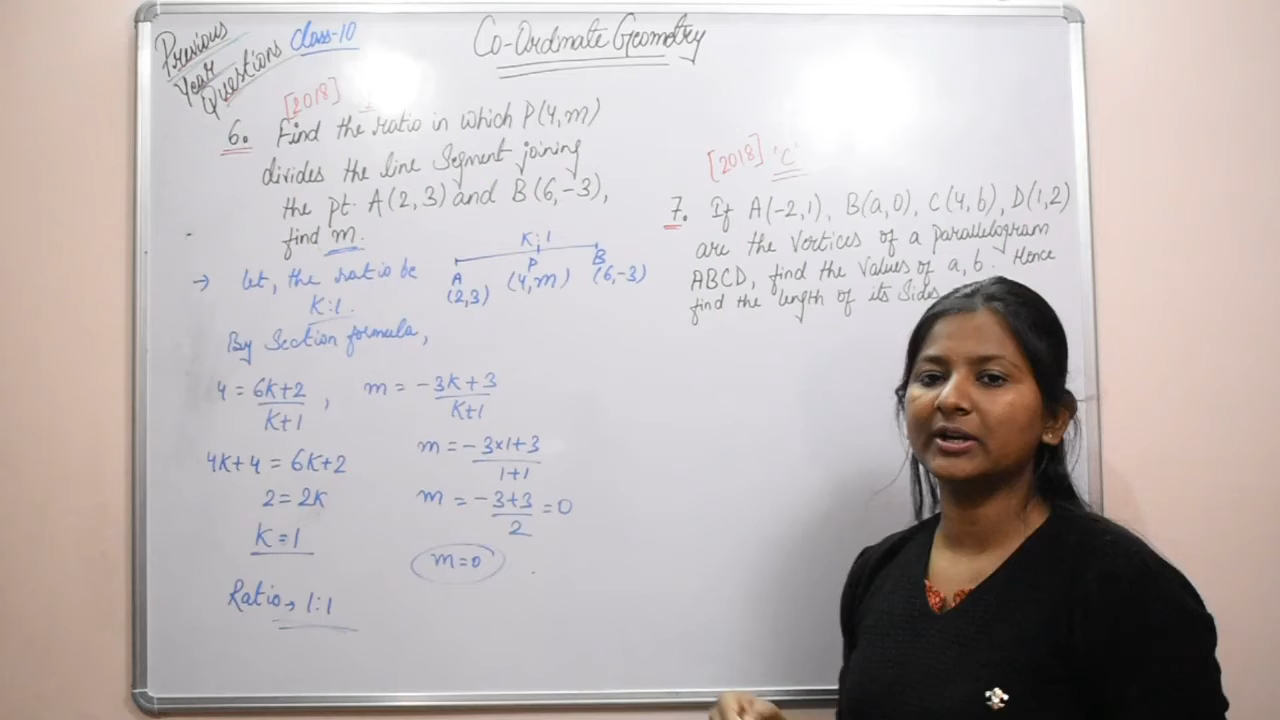 Previous
Year
Questions
Class-10
Co-Ordinate Geometry
[2018]
6. Find the ratio in which P(4,m)
divides the line Segment joining
the pt. A(2,3) and B(6,-3),
find m.
→ let, the ratio be
K:1.
K:1
A P B
(2,3) (4,m) (6,-3)
By Section formula,
4 = 6K+2/K+1 , m = -3K+3/K+1
4K+4 = 6K+2
2=2K
K=1
Ratio → 1:1
m = -3×1+3/1+1
m = -3+3/2 = 0
m=0
[2018] 'C'
7. If A(-2,1), B(a,0), C(4,b), D(1,2)
are the vertices of a parallelogram
ABCD, find the values of a,b. Hence
find the length of its sides